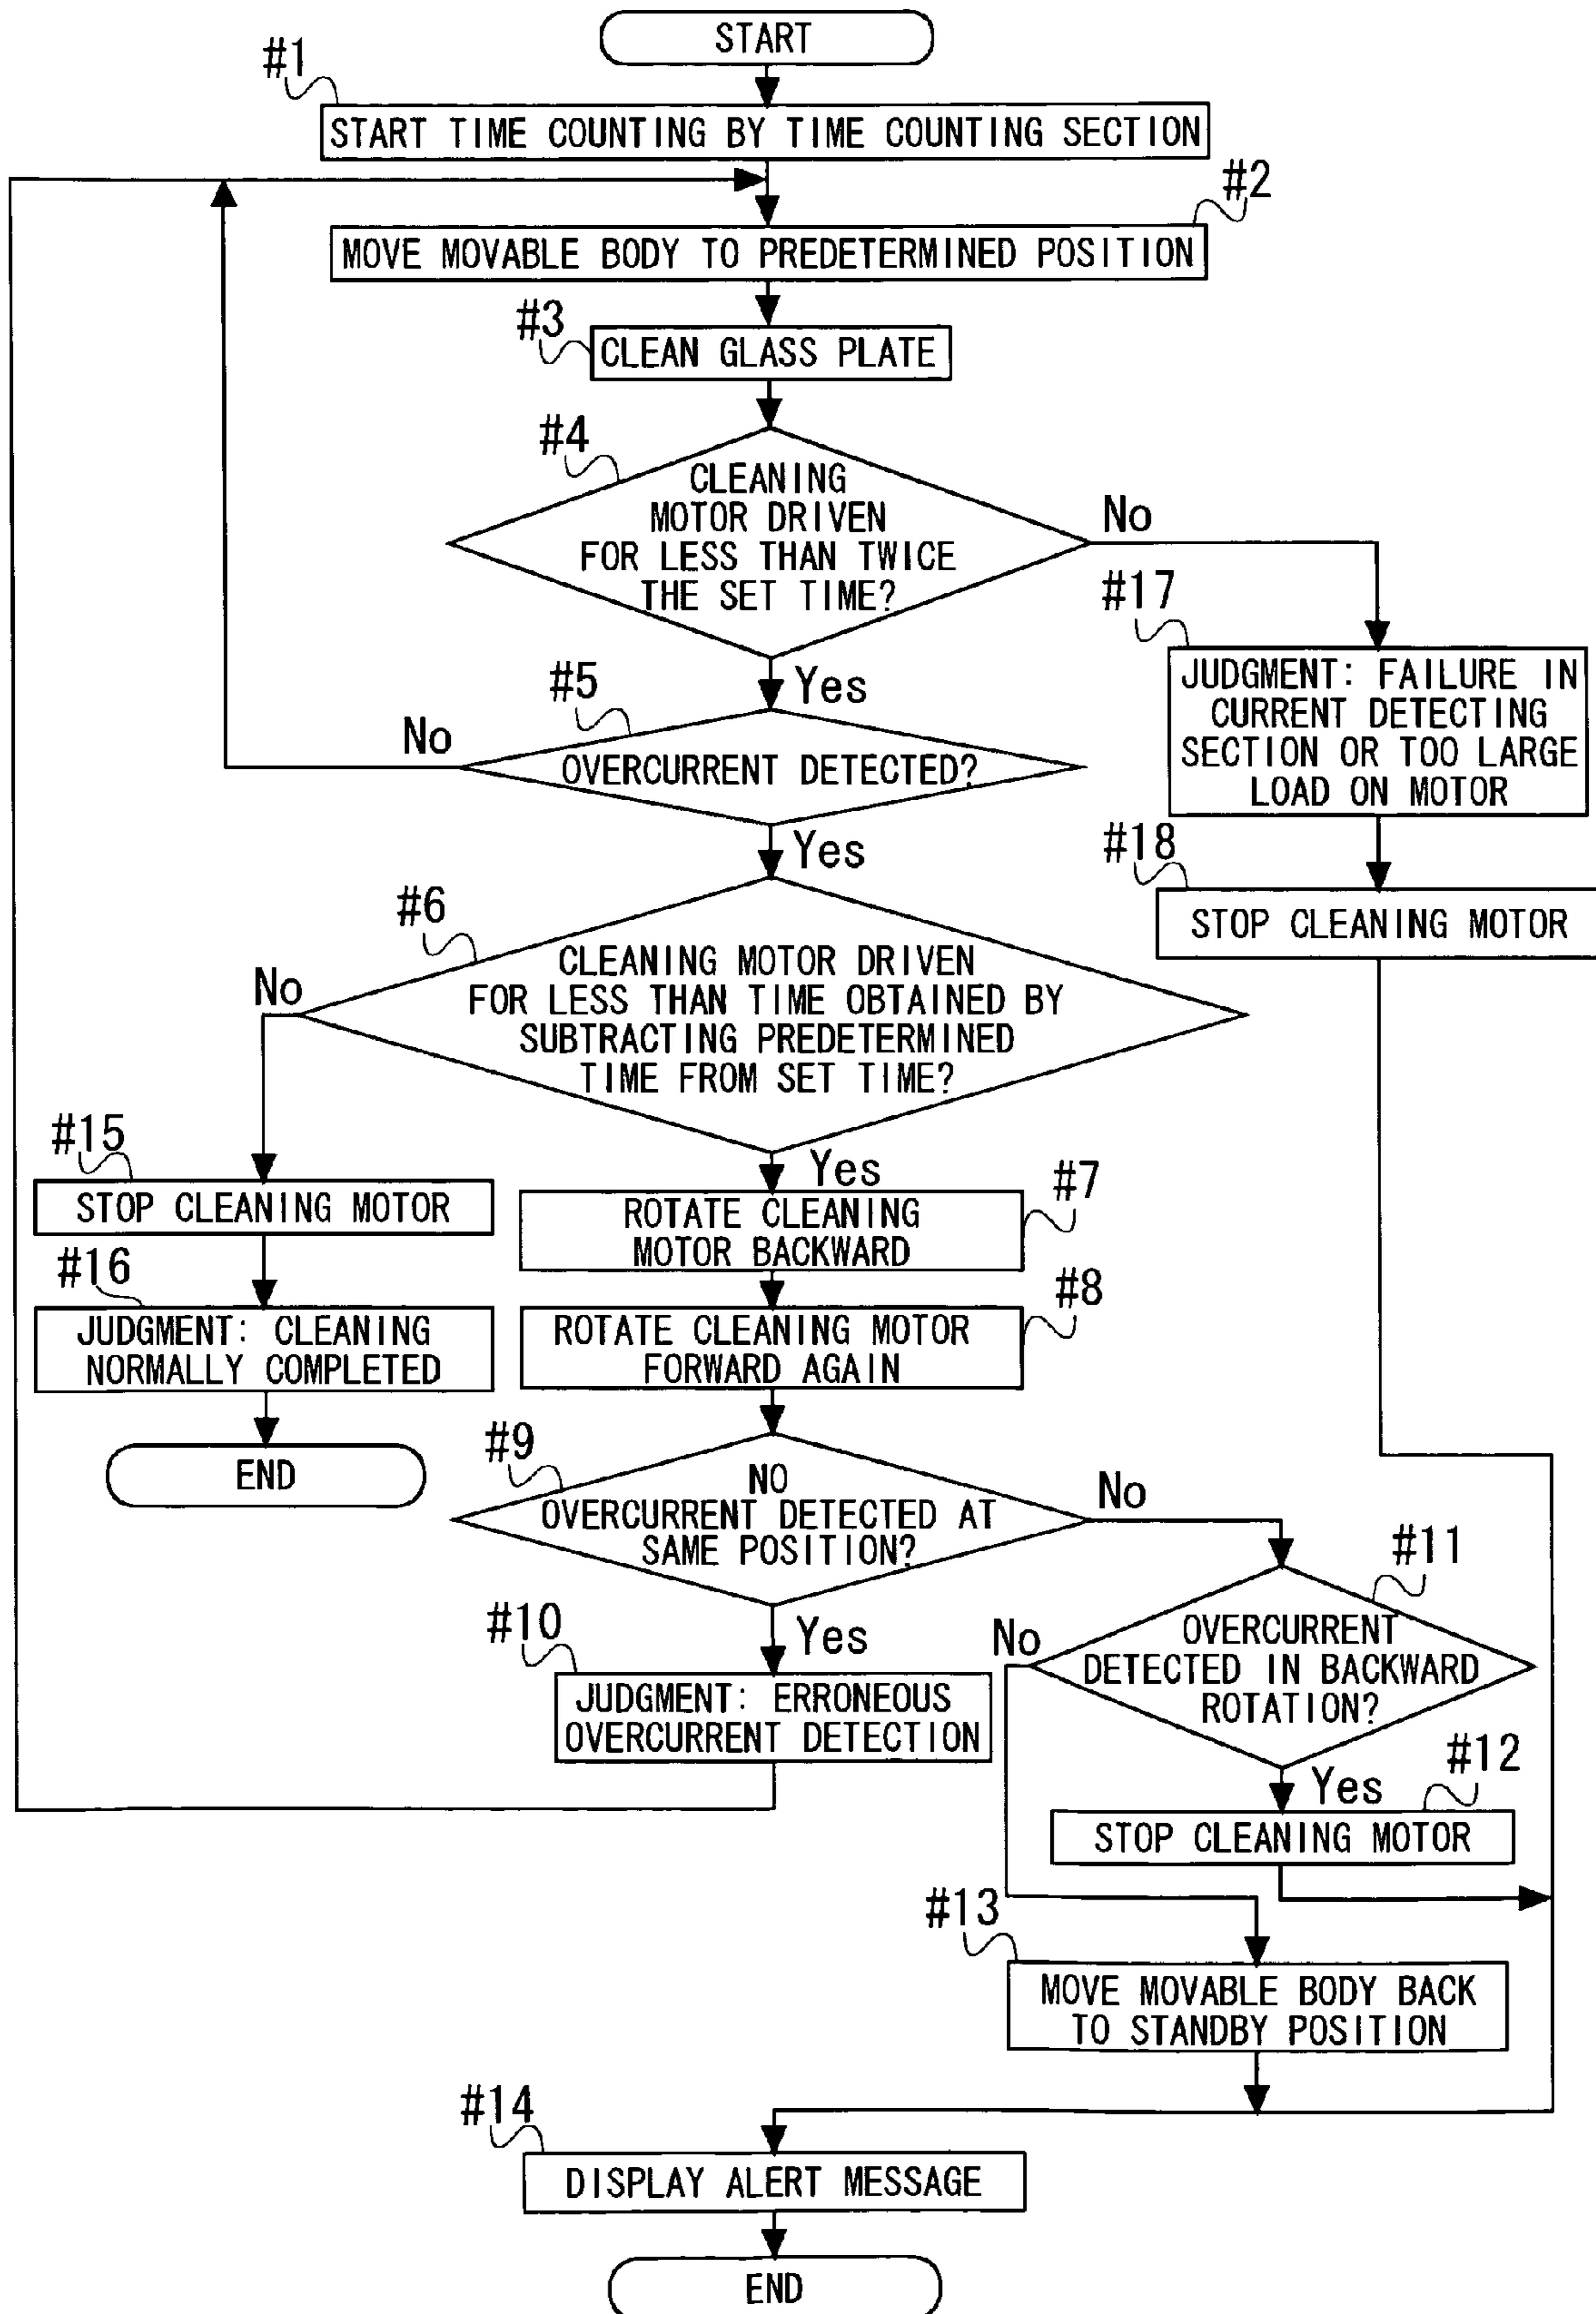 START
#1
START TIME COUNTING BY TIME COUNTING SECTION
#2
MOVE MOVABLE BODY TO PREDETERMINED POSITION
#3
CLEAN GLASS PLATE
#4
CLEANING
MOTOR DRIVEN
FOR LESS THAN TWICE
THE SET TIME?
No
#17
JUDGMENT: FAILURE IN
CURRENT DETECTING
SECTION OR TOO LARGE
LOAD ON MOTOR
#18
STOP CLEANING MOTOR
Yes
#5
No
OVERCURRENT DETECTED?
Yes
#6
CLEANING MOTOR DRIVEN
FOR LESS THAN TIME OBTAINED BY
SUBTRACTING PREDETERMINED
TIME FROM SET TIME?
No
#15
STOP CLEANING MOTOR
#16
JUDGMENT: CLEANING
NORMALLY COMPLETED
END
Yes
#7
ROTATE CLEANING
MOTOR BACKWARD
#8
ROTATE CLEANING MOTOR
FORWARD AGAIN
#9
NO
OVERCURRENT DETECTED AT
SAME POSITION?
No
Yes
#10
JUDGMENT: ERRONEOUS
OVERCURRENT DETECTION
#11
OVERCURRENT
DETECTED IN BACKWARD
ROTATION?
No
Yes
#12
STOP CLEANING MOTOR
#13
MOVE MOVABLE BODY BACK
TO STANDBY POSITION
#14
DISPLAY ALERT MESSAGE
END